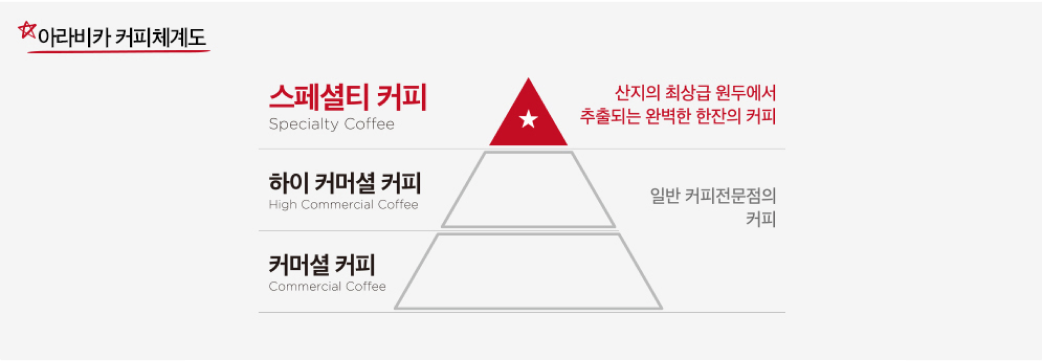 아라비카 커피체계도
스페셜티 커피
Specialty Coffee
산지의 최상급 원두에서
추출되는 완벽한 한잔의 커피
하이 커머셜 커피
High Commercial Coffee
일반 커피전문점의
커피
커머셜 커피
Commercial Coffee